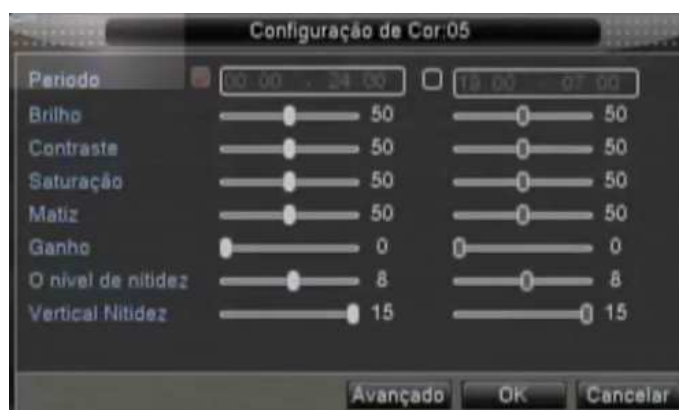 Configuração de Cor:05
Periodo 00 00 - 24 00 19 00 - 07 00
Brilho 50 50
Contraste 50 50
Saturação 50 50
Matiz 50 50
Ganho 0 0
O nível de nitidez 8 8
Vertical Nitidez 15 15
Avançado OK Cancelar